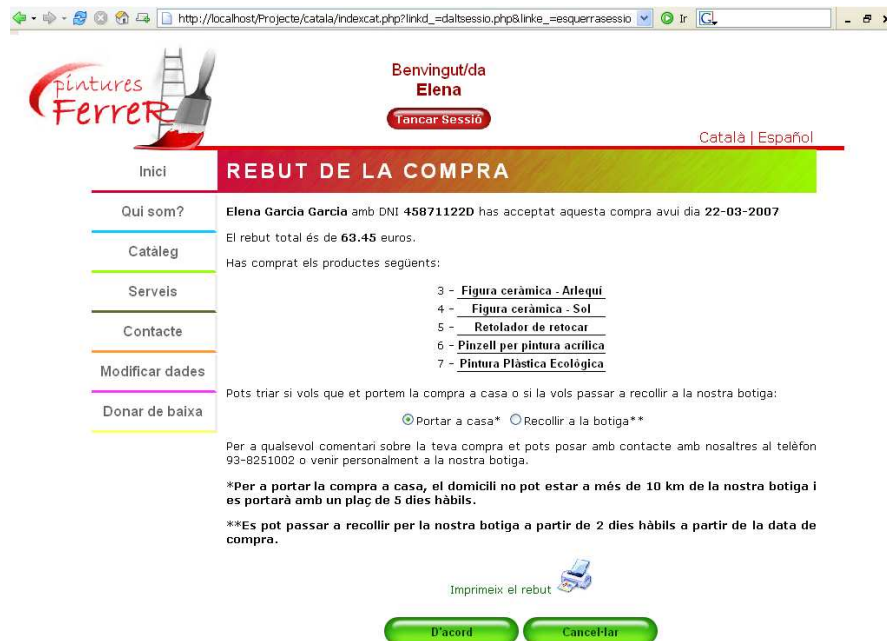 http://localhost/Projecte/catala/indexcat.php?linkd_=daltsessio.php&linke_=esquerrasessio
Ir
pintures
FerreR
Benvingut/da
Elena
Tancar Sessió
Català | Español
Inici
REBUT DE LA COMPRA
Qui som?
Catàleg
Serveis
Contacte
Modificar dades
Donar de baixa
Elena Garcia Garcia amb DNI 45871122D has acceptat aquesta compra avui dia 22-03-2007
El rebut total és de 63.45 euros.
Has comprat els productes següents:
3 - Figura ceràmica - Arlequí
4 - Figura ceràmica - Sol
5 - Retolador de retocar
6 - Pinzell per pintura acrílica
7 - Pintura Plàstica Ecológica
Pots triar si vols que et portem la compra a casa o si la vols passar a recollir a la nostra botiga:
Portar a casa* Recollir a la botiga**
Per a qualsevol comentari sobre la teva compra et pots posar amb contacte amb nosaltres al telèfon
93-8251002 o venir personalment a la nostra botiga.
*Per a portar la compra a casa, el domicili no pot estar a més de 10 km de la nostra botiga i
es portarà amb un plaç de 5 dies hàbils.
**Es pot passar a recollir per la nostra botiga a partir de 2 dies hàbils a partir de la data de
compra.
Imprimeix el rebut
D'acord
Cancel·lar